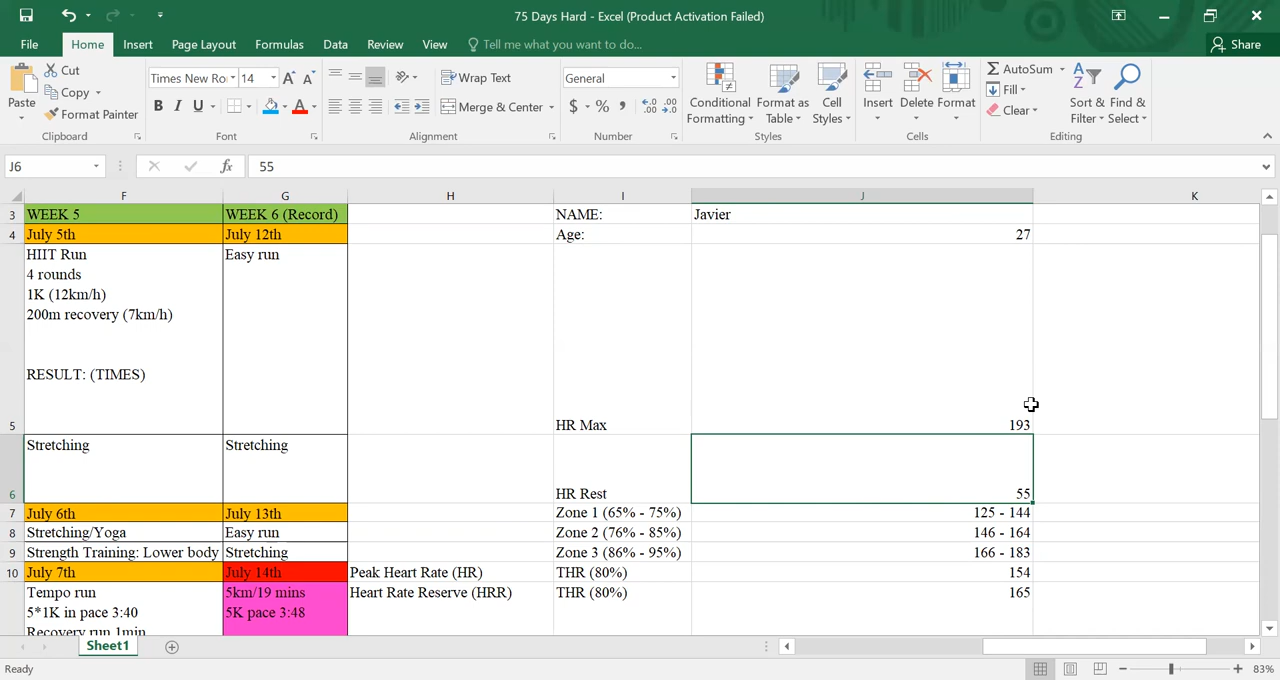 75 Days Hard - Excel (Product Activation Failed)
File Home Insert Page Layout Formulas Data Review View Tell me what you want to do... Share
Paste
Cut
Copy
Format Painter
Clipboard
Times New Ro 14 A A
B I U A
Font
Wrap Text
Merge & Center
Alignment
General
$ % , .00 .00
Number
Conditional Formatting
Format as Table
Cell Styles
Styles
Insert Delete Format
Cells
AutoSum
Fill
Clear
Sort & Filter
Find & Select
Editing
J6 fx 55
F G H I J K
3 WEEK 5 WEEK 6 (Record) NAME: Javier
4 July 5th July 12th Age: 27
HIIT Run Easy run
4 rounds
1K (12km/h)
200m recovery (7km/h)
RESULT: (TIMES)
5 HR Max 193
Stretching Stretching
6 HR Rest 55
7 July 6th July 13th Zone 1 (65% - 75%) 125 - 144
8 Stretching/Yoga Easy run Zone 2 (76% - 85%) 146 - 164
9 Strength Training: Lower body Stretching Zone 3 (86% - 95%) 166 - 183
10 July 7th July 14th Peak Heart Rate (HR) THR (80%) 154
Tempo run 5km/19 mins Heart Rate Reserve (HRR) THR (80%) 165
5*1K in pace 3:40 5K pace 3:48
Recovery run 1min
Sheet1
Ready 83%